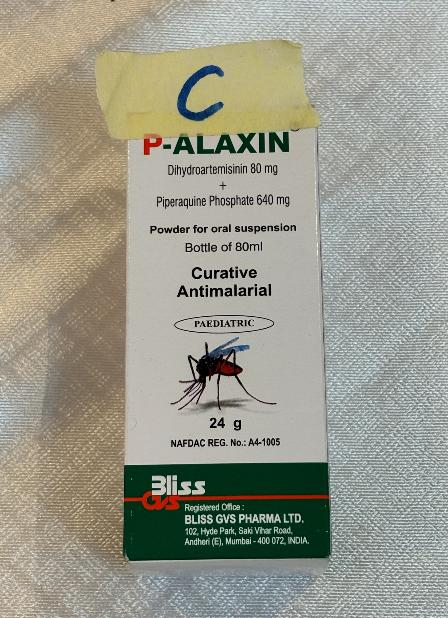 C
P-ALAXIN®
Dihydroartemisinin 80 mg
+
Piperaquine Phosphate 640 mg
Powder for oral suspension
Bottle of 80ml
Curative
Antimalarial
PAEDIATRIC
24 g
NAFDAC REG. No.: A4-1005
Bliss
GVS
Registered Office :
BLISS GVS PHARMA LTD.
102, Hyde Park, Saki Vihar Road,
Andheri (E), Mumbai - 400 072, INDIA.